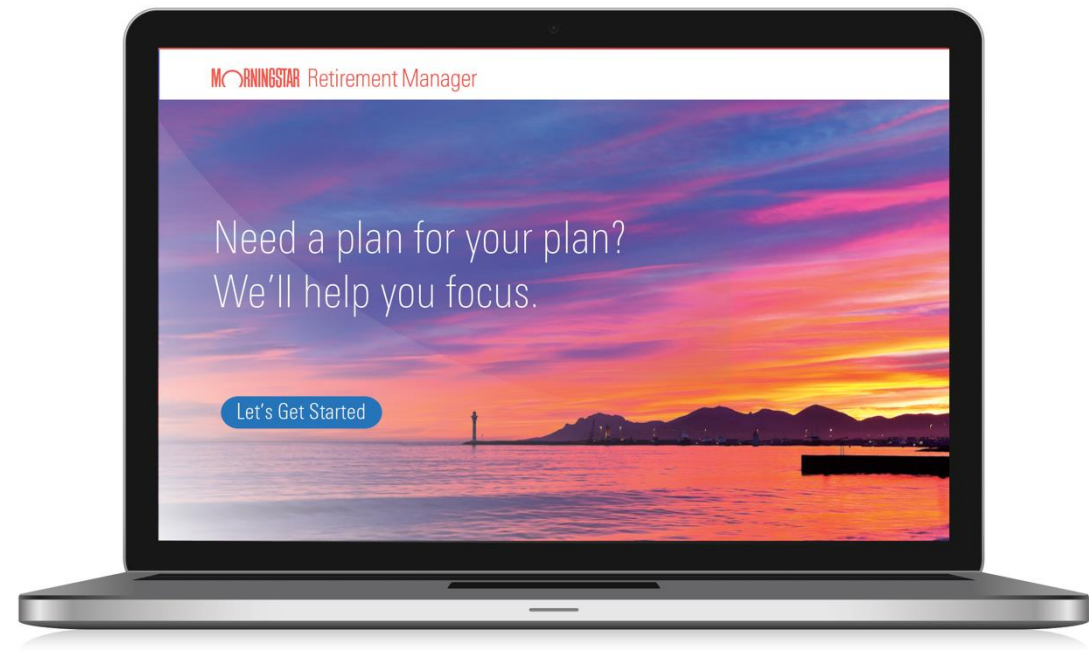 MORNINGSTAR Retirement Manager
Need a plan for your plan?
We'll help you focus.
Let's Get Started